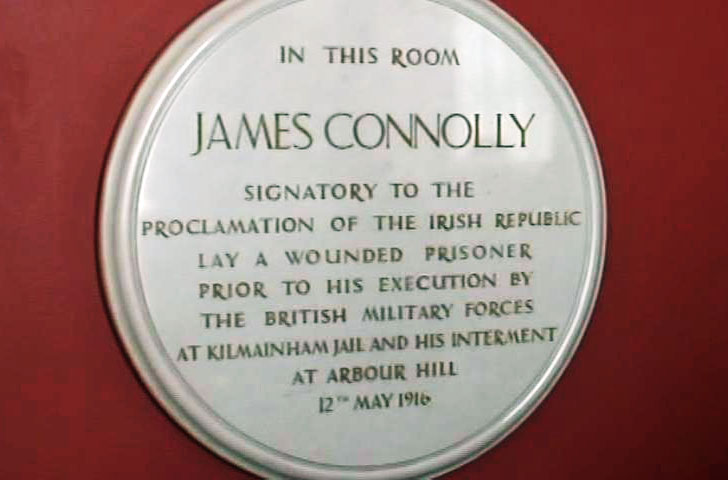 IN THIS ROOM
JAMES CONNOLLY
SIGNATORY TO THE
PROCLAMATION OF THE IRISH REPUBLIC
LAY A WOUNDED PRISONER
PRIOR TO HIS EXECUTION BY
THE BRITISH MILITARY FORCES
AT KILMAINHAM JAIL AND HIS INTERMENT
AT ARBOUR HILL
12TH MAY 1916